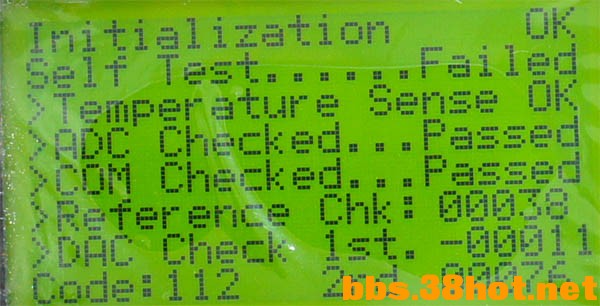 Initialization OK
Self Test......Failed
>Temperature Sense OK
>ADC Checked...Passed
>COM Checked...Passed
>Reference Chk: 00038
>DAC Check 1st. -00011
Code:112 2nd
bbs.38hot.net